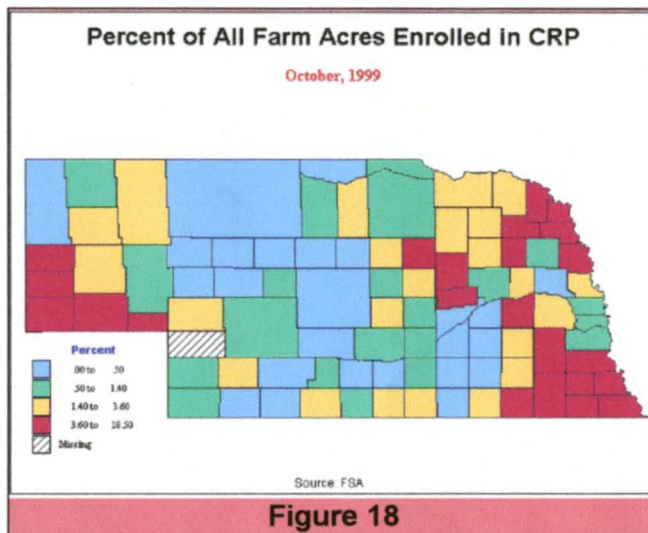 Percent of All Farm Acres Enrolled in CRP
October, 1999
Percent
.00 to .50
.50 to 1.40
1.40 to 3.60
3.60 to 18.50
Missing
Source: FSA
Figure 18